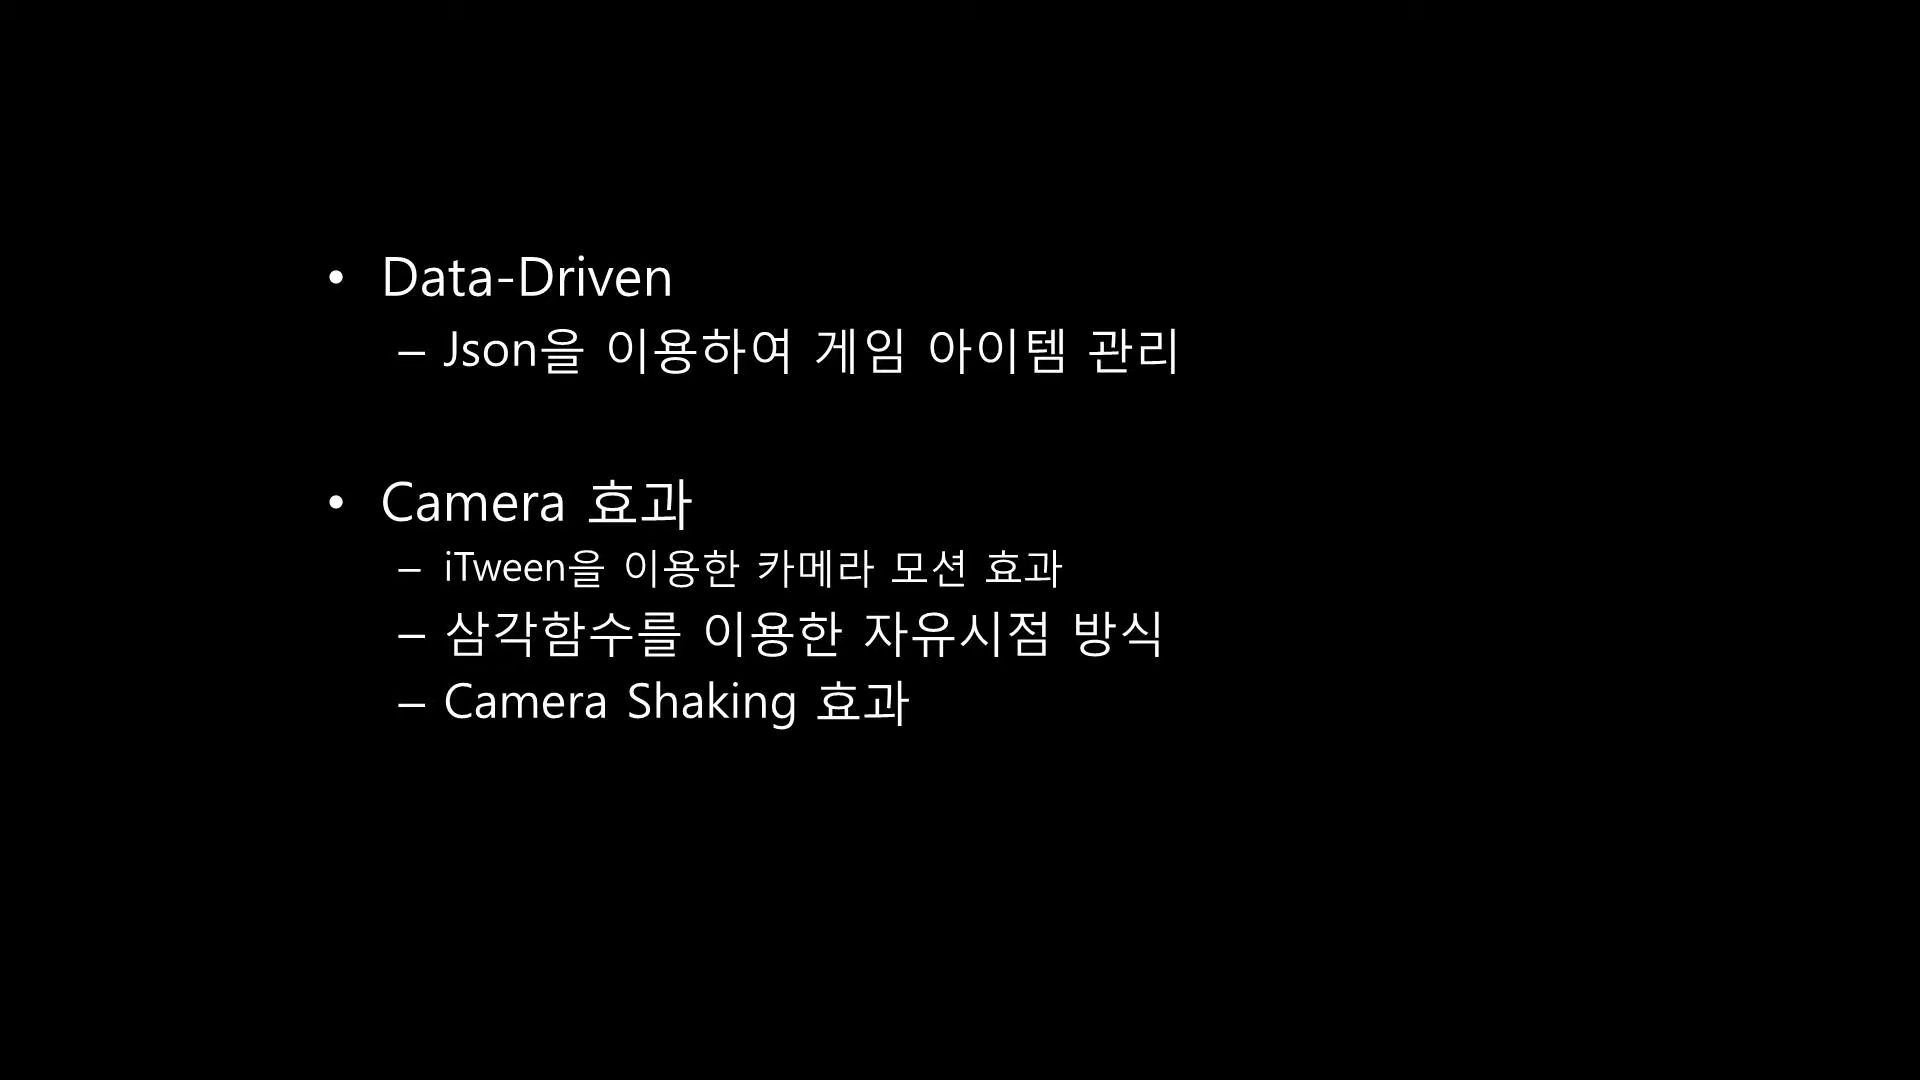 • Data-Driven
– Json을 이용하여 게임 아이템 관리
• Camera 효과
– iTween을 이용한 카메라 모션 효과
– 삼각함수를 이용한 자유시점 방식
– Camera Shaking 효과